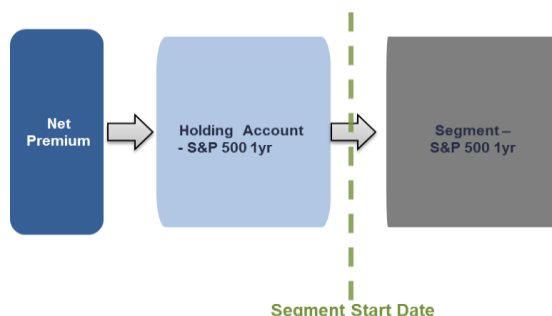 Net
Premium
Holding Account
- S&P 500 1yr
Segment –
S&P 500 1yr
Segment Start Date